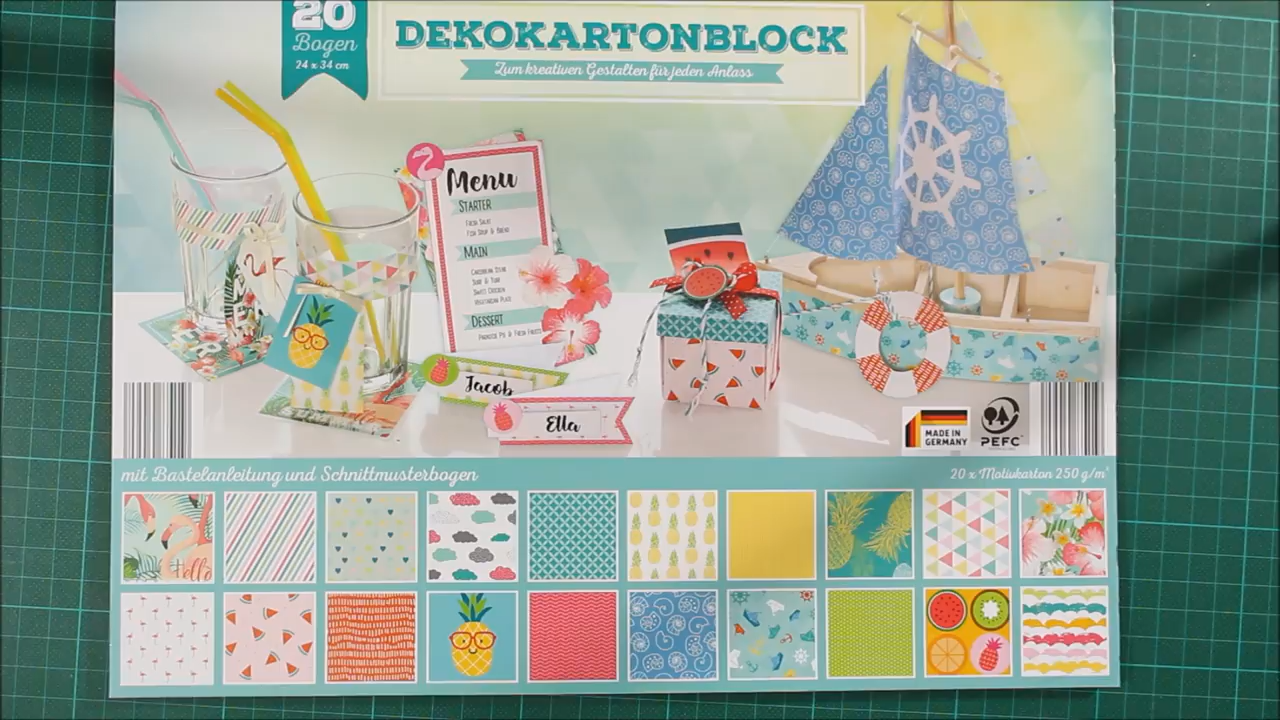 20
Bogen
24 x 34 cm
DEKOKARTONBLOCK
Zum kreativen Gestalten für jeden Anlass
Menu
STARTER
MAIN
DESSERT
Jacob
Ella
MADE IN
GERMANY
PEFC
mit Bastelanleitung und Schnittmusterbogen
20 x Motivkarton 250 g/m²
Hello